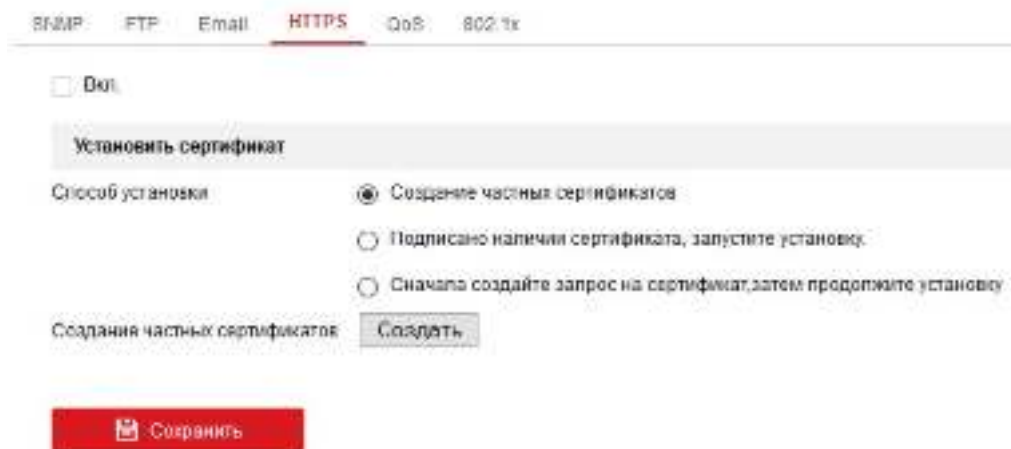 SNMP FTP Email HTTPS QoS 802.1x
Вкл.
Установить сертификат
Способ установки Создание частных сертификатов
Подписано наличии сертификата, запустите установку.
Сначала создайте запрос на сертификат,затем продолжите установку
Создание частных сертификатов Создать
Сохранить